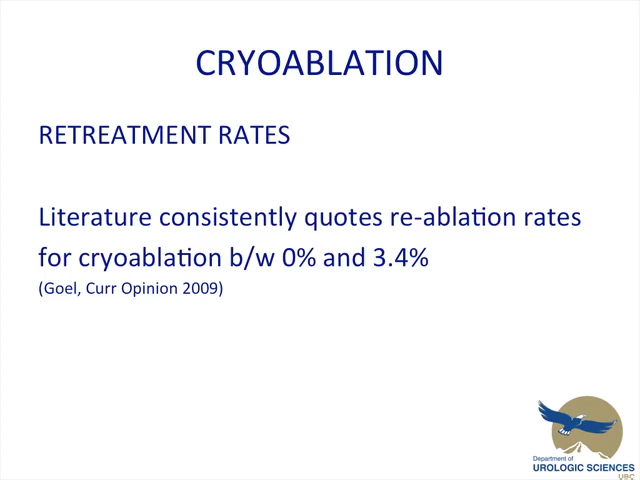 CRYOABLATION
RETREATMENT RATES
Literature consistently quotes re-ablation rates
for cryoablation b/w 0% and 3.4%
(Goel, Curr Opinion 2009)
Department of
UROLOGIC SCIENCES
UBC